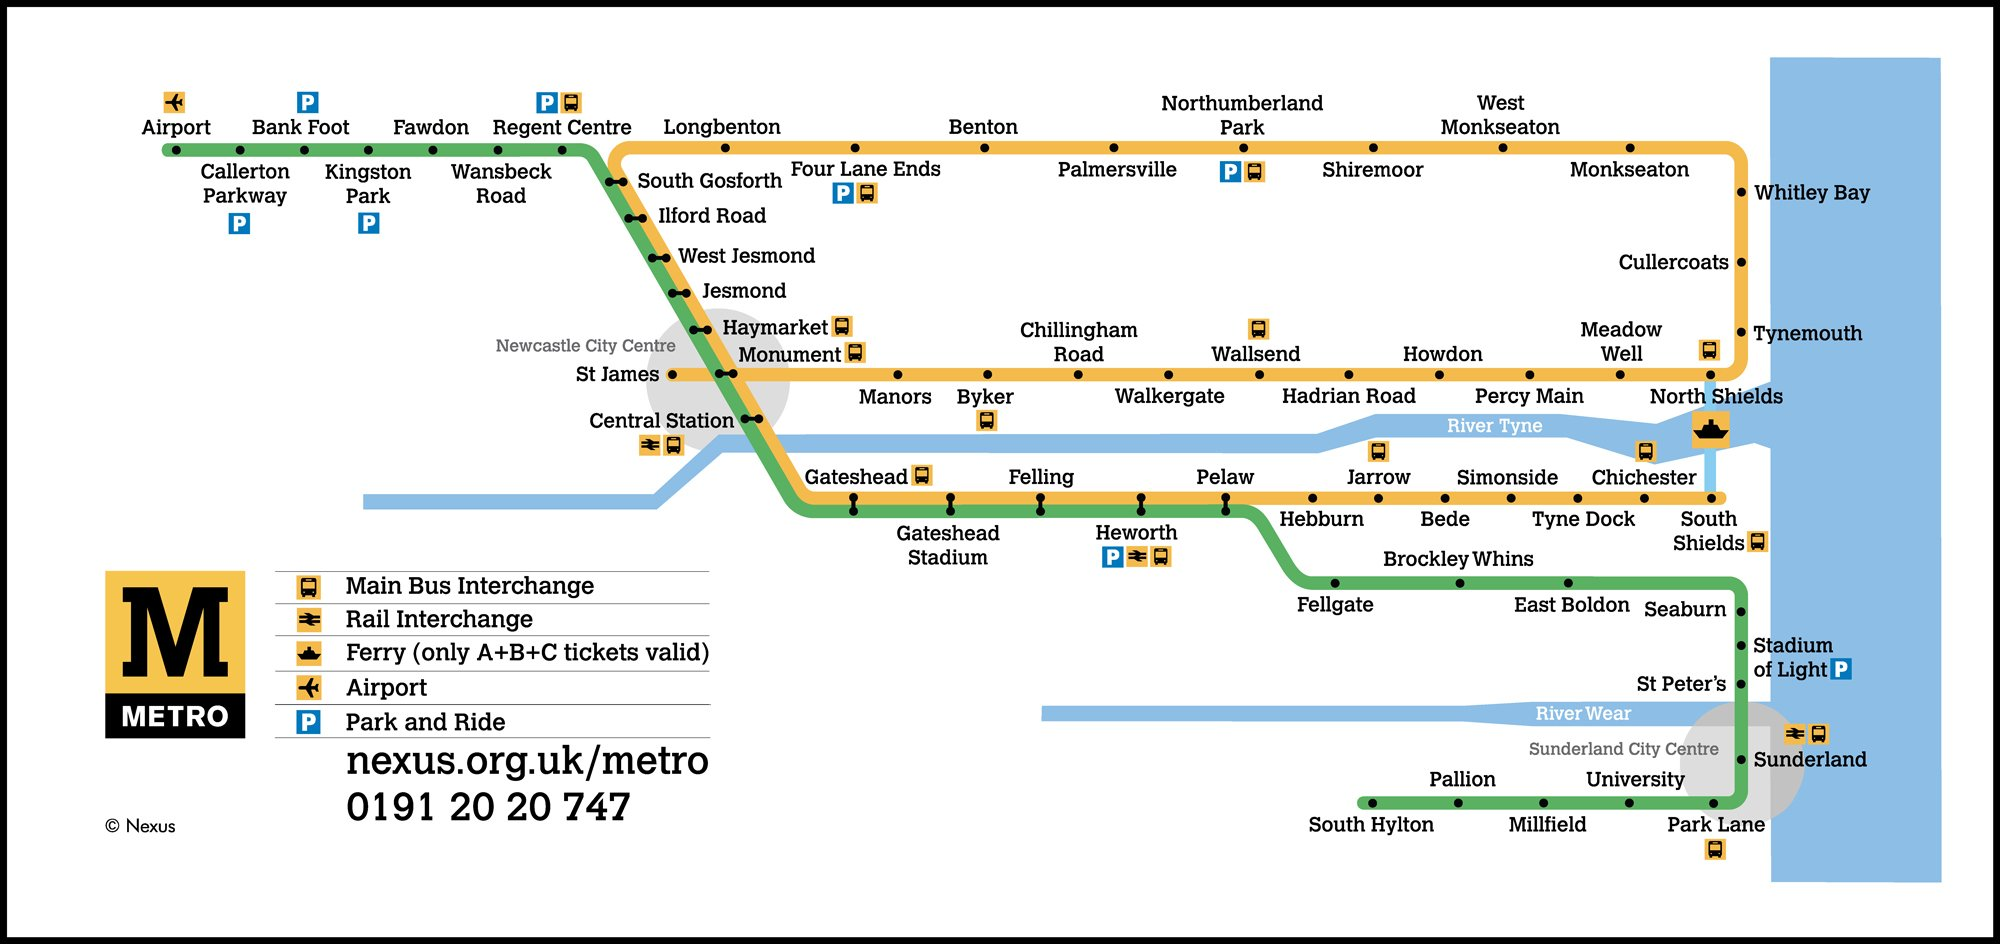 Airport
Callerton
Parkway
P
Bank Foot
P
Kingston
Park
P
Fawdon
Wansbeck
Road
Regent Centre
P
Longbenton
Four Lane Ends
P
Benton
Palmersville
Northumberland
Park
P
Shiremoor
West
Monkseaton
Monkseaton
Whitley Bay
Cullercoats
Tynemouth
South Gosforth
Ilford Road
West Jesmond
Jesmond
Haymarket
Newcastle City Centre
Monument
St James
Central Station
Manors
Byker
Chillingham
Road
Walkergate
Wallsend
Hadrian Road
Howdon
Percy Main
Meadow
Well
North Shields
River Tyne
Gateshead
Gateshead
Stadium
Felling
Heworth
P
Pelaw
Hebburn
Jarrow
Bede
Simonside
Tyne Dock
Chichester
South
Shields
Fellgate
Brockley Whins
East Boldon
Seaburn
Stadium
of Light P
St Peter's
River Wear
Sunderland City Centre
Sunderland
Park Lane
University
Millfield
Pallion
South Hylton
M
METRO
Main Bus Interchange
Rail Interchange
Ferry (only A+B+C tickets valid)
Airport
P Park and Ride
nexus.org.uk/metro
0191 20 20 747
© Nexus